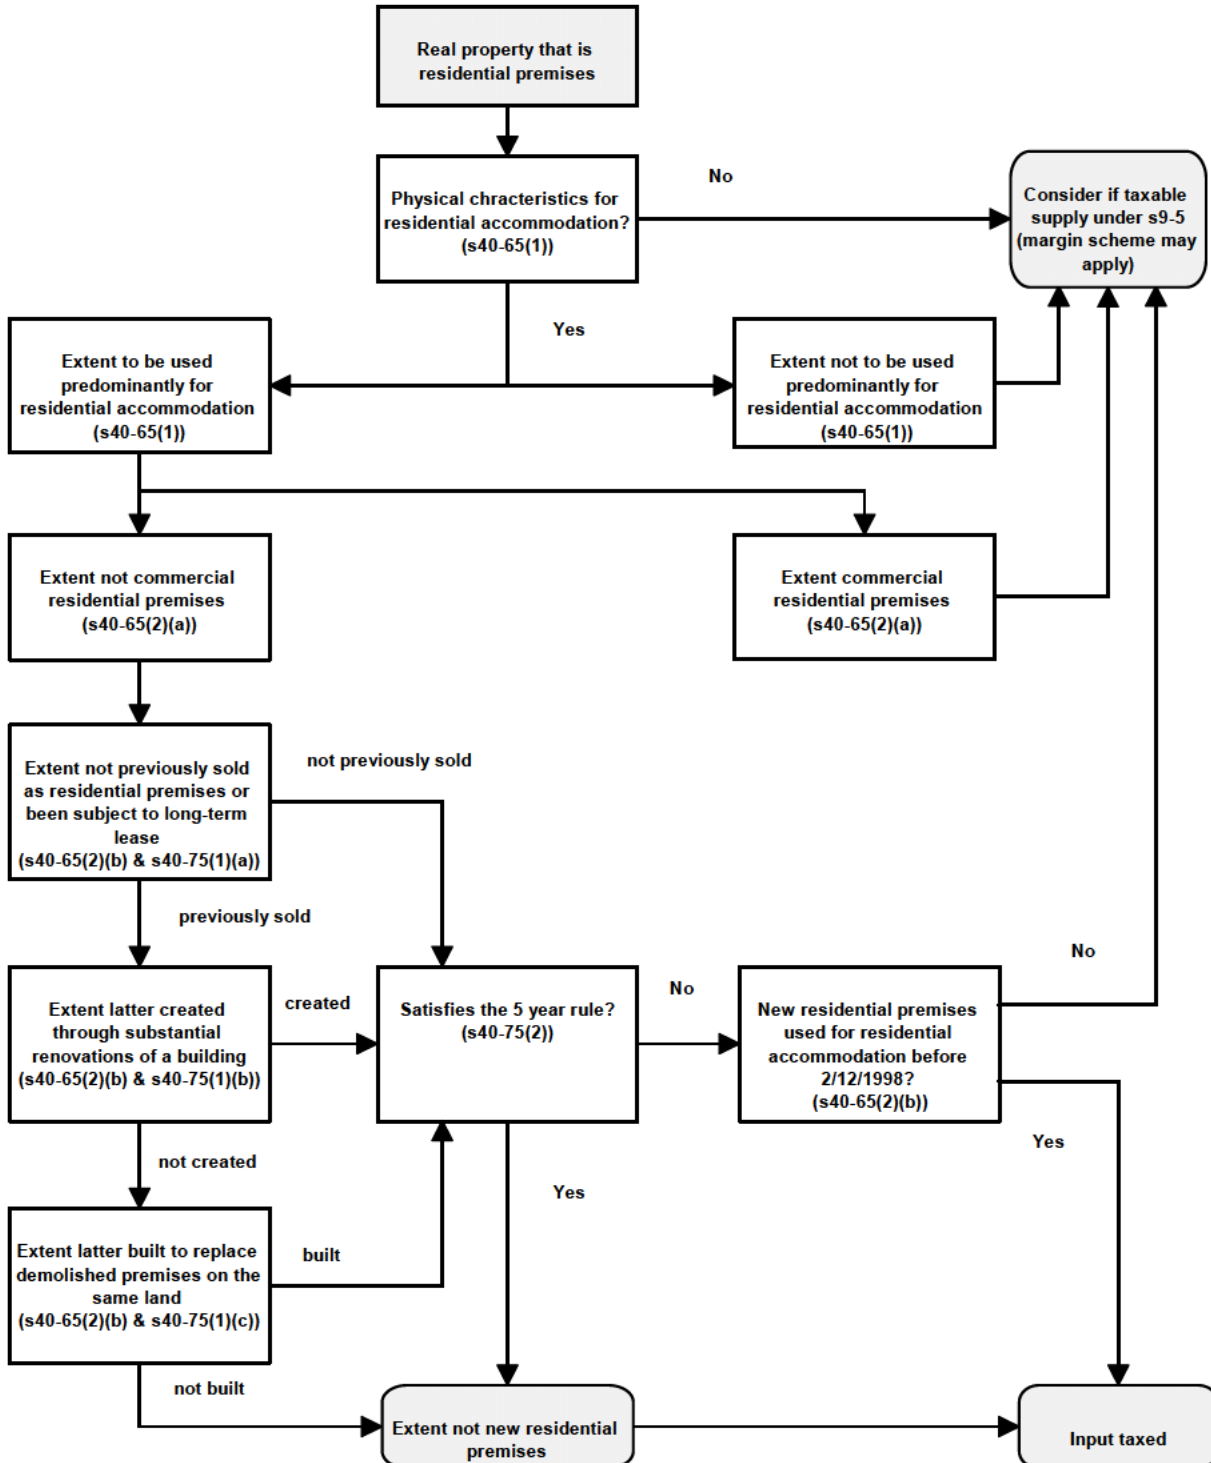 Real property that is
residential premises
Physical chracteristics for
residential accommodation?
(s40-65(1))
No
Consider if taxable
supply under s9-5
(margin scheme may
apply)
Yes
Extent to be used
predominantly for
residential accommodation
(s40-65(1))
Extent not to be used
predominantly for
residential accommodation
(s40-65(1))
Extent not commercial
residential premises
(s40-65(2)(a))
Extent commercial
residential premises
(s40-65(2)(a))
Extent not previously sold
as residential premises or
been subject to long-term
lease
(s40-65(2)(b) & s40-75(1)(a))
not previously sold
previously sold
Extent latter created
through substantial
renovations of a building
(s40-65(2)(b) & s40-75(1)(b))
created
Satisfies the 5 year rule?
(s40-75(2))
No
New residential premises
used for residential
accommodation before
2/12/1998?
(s40-65(2)(b))
No
Yes
not created
Yes
Extent latter built to replace
demolished premises on the
same land
(s40-65(2)(b) & s40-75(1)(c))
built
not built
Extent not new residential
premises
Input taxed